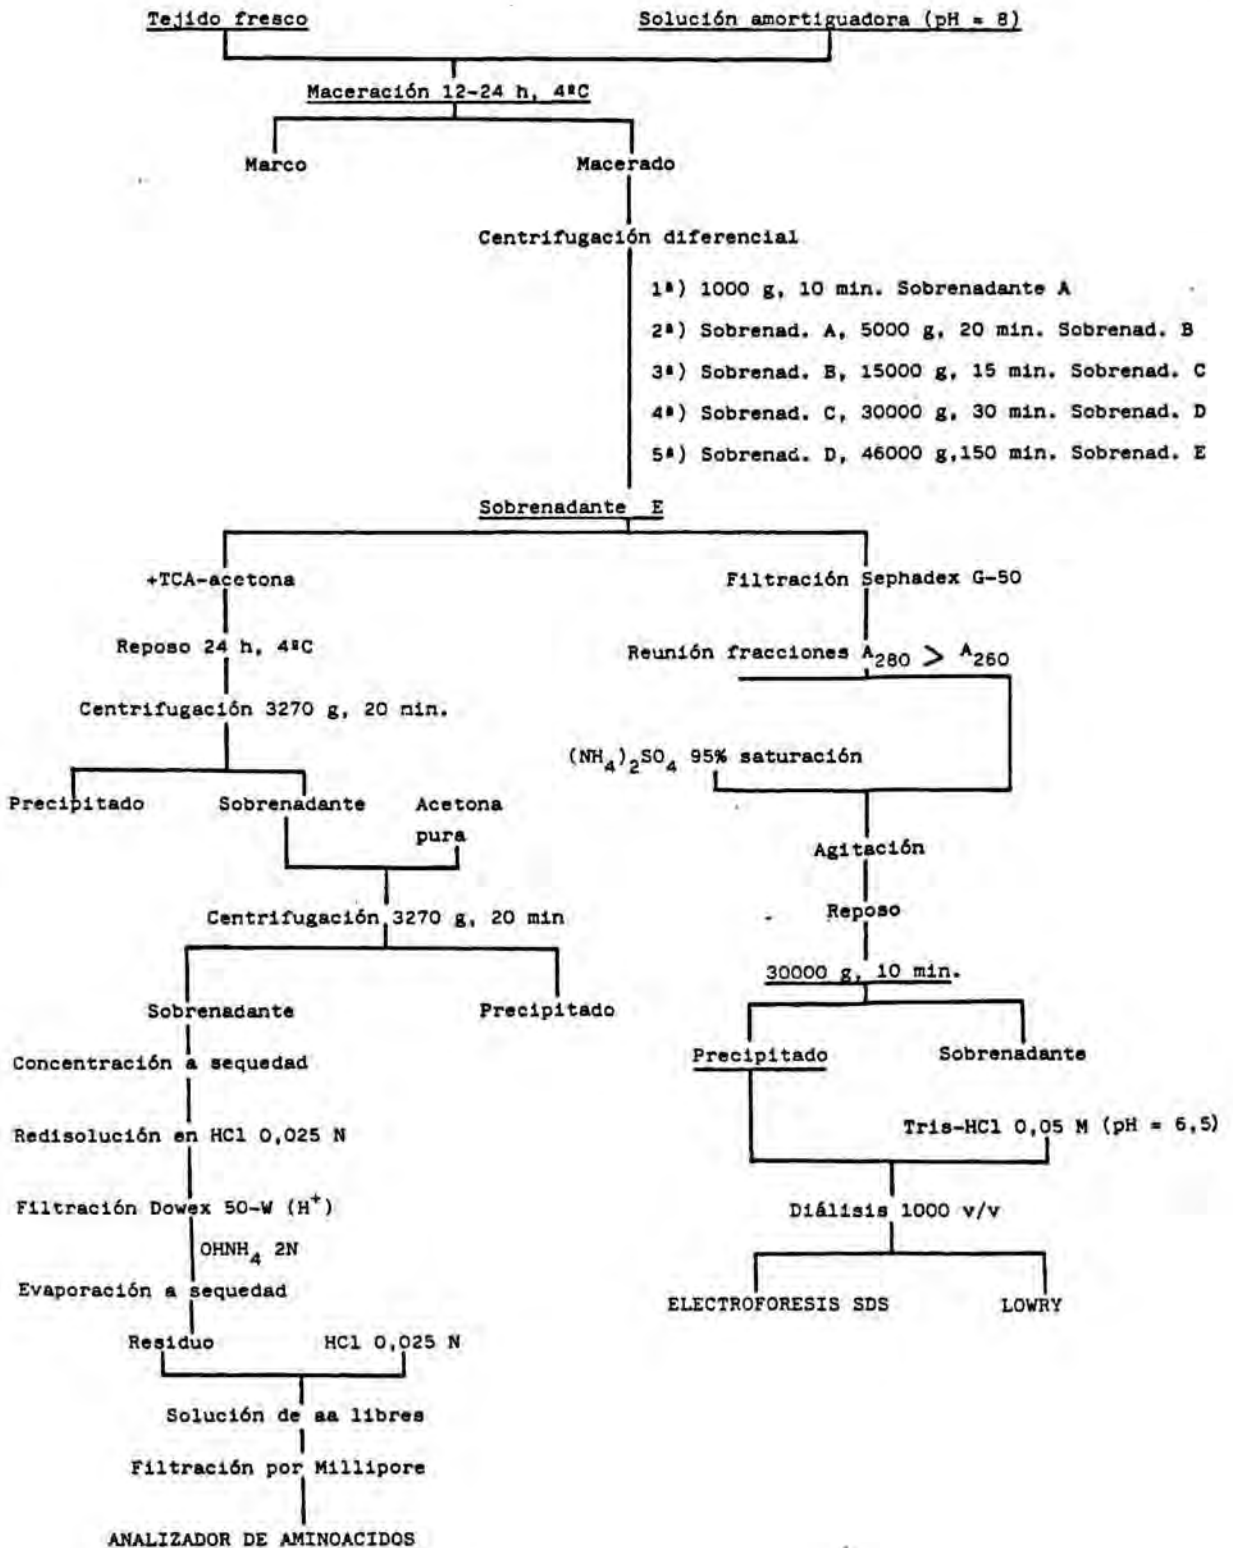 Tejido fresco
Solución amortiguadora (pH = 8)
Maceración 12-24 h, 4ºC
Marco
Macerado
Centrifugación diferencial
1ª) 1000 g, 10 min. Sobrenadante A
2ª) Sobrenad. A, 5000 g, 20 min. Sobrenad. B
3ª) Sobrenad. B, 15000 g, 15 min. Sobrenad. C
4ª) Sobrenad. C, 30000 g, 30 min. Sobrenad. D
5ª) Sobrenad. D, 46000 g,150 min. Sobrenad. E
Sobrenadante E
+TCA-acetona
Reposo 24 h, 4ºC
Centrifugación 3270 g, 20 min.
Precipitado
Sobrenadante
Acetona
pura
Centrifugación 3270 g, 20 min
Sobrenadante
Precipitado
Concentración a sequedad
Redisolución en HCl 0,025 N
Filtración Dowex 50-W (H+)
OHNH4 2N
Evaporación a sequedad
Residuo
HCl 0,025 N
Solución de aa libres
Filtración por Millipore
ANALIZADOR DE AMINOACIDOS
Filtración Sephadex G-50
Reunión fracciones A280 > A260
(NH4)2SO4 95% saturación
Agitación
Reposo
30000 g, 10 min.
Precipitado
Sobrenadante
Tris-HCl 0,05 M (pH = 6,5)
Diálisis 1000 v/v
ELECTROFORESIS SDS
LOWRY